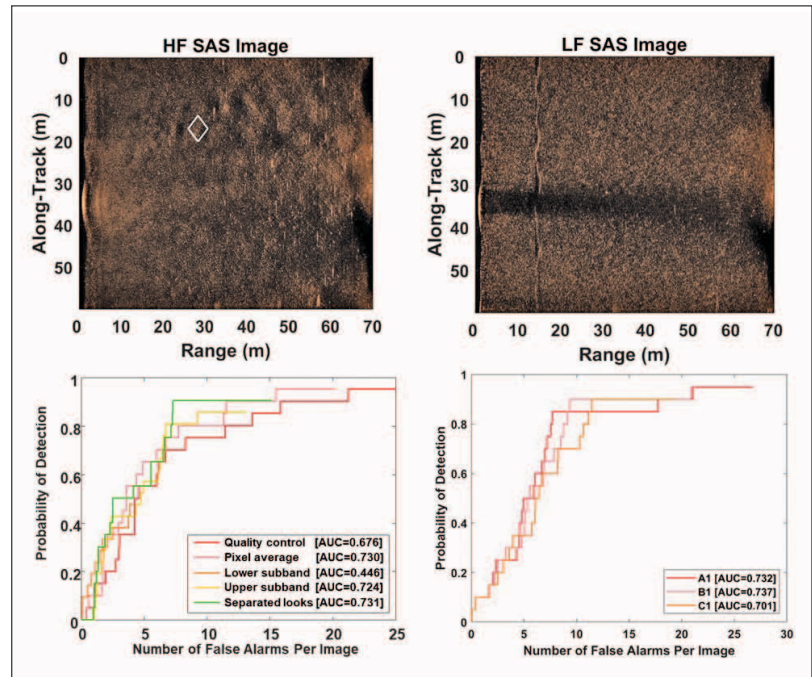 HF SAS Image
0
10
20
30
40
50
Along-Track (m)
0 10 20 30 40 50 60 70
Range (m)
LF SAS Image
0
10
20
30
40
50
Along-Track (m)
0 10 20 30 40 50 60 70
Range (m)
1
0.8
0.6
0.4
0.2
0
Probability of Detection
Quality control [AUC=0.676]
Pixel average [AUC=0.730]
Lower subband [AUC=0.446]
Upper subband [AUC=0.724]
Separated looks [AUC=0.731]
0 5 10 15 20 25
Number of False Alarms Per Image
1
0.8
0.6
0.4
0.2
0
Probability of Detection
A1 [AUC=0.732]
B1 [AUC=0.737]
C1 [AUC=0.701]
0 5 10 15 20 25 30
Number of False Alarms Per Image